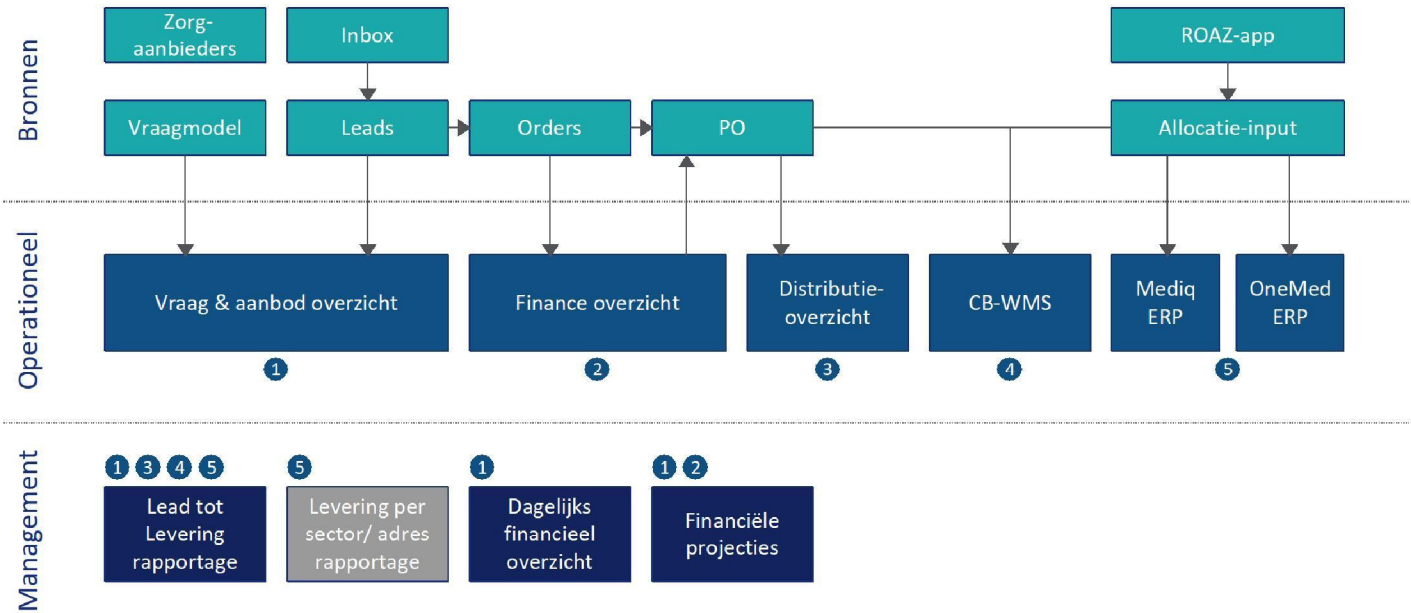 Bronnen
Zorg-
aanbieders
Inbox
ROAZ-app
Vraagmodel
Leads
Orders
PO
Allocatie-input
Operationeel
Vraag & aanbod overzicht
Finance overzicht
Distributie-
overzicht
CB-WMS
Mediq
ERP
OneMed
ERP
1
2
3
4
5
Management
1 3 4 5
Lead tot
Levering
rapportage
5
Levering per
sector/ adres
rapportage
1
Dagelijks
financieel
overzicht
1 2
Financiële
projecties